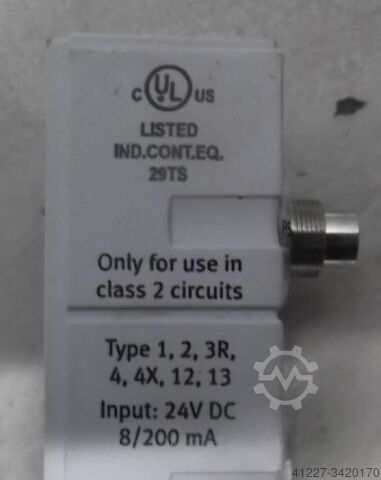 c UL US
LISTED
IND.CONT.EQ.
29TS
Only for use in
class 2 circuits
Type 1, 2, 3R,
4, 4X, 12, 13
Input: 24V DC
8/200 mA
41227-3420170